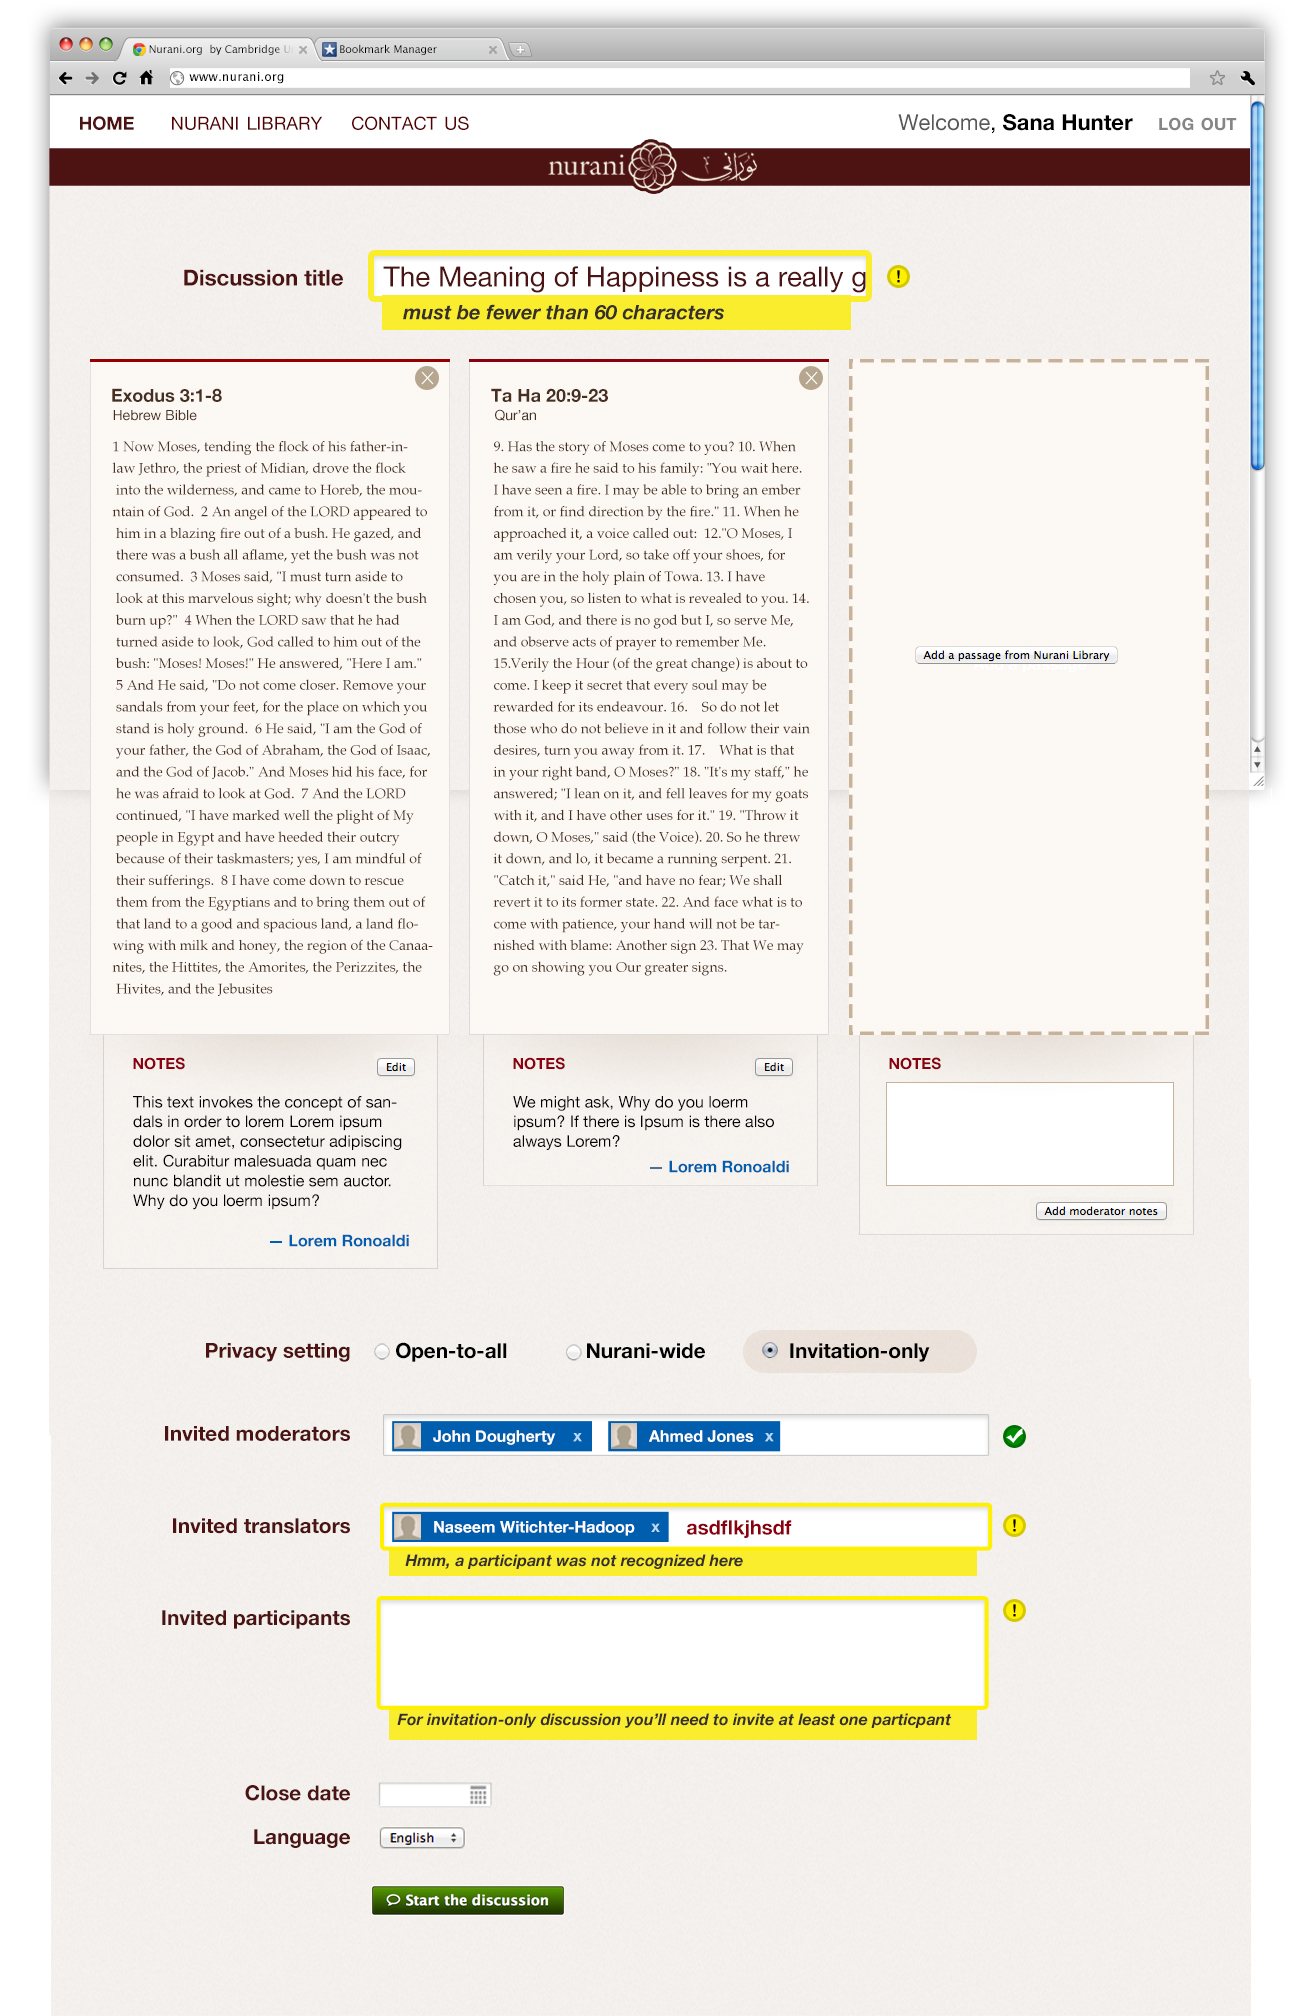 Nurani.org by Cambridge U
Bookmark Manager
www.nurani.org
HOME NURANI LIBRARY CONTACT US
Welcome, Sana Hunter LOG OUT
nurani نوراني
Discussion title
The Meaning of Happiness is a really g
!
must be fewer than 60 characters
Exodus 3:1-8
Hebrew Bible
1 Now Moses, tending the flock of his father-in-
law Jethro, the priest of Midian, drove the flock
into the wilderness, and came to Horeb, the mou-
ntain of God. 2 An angel of the LORD appeared to
him in a blazing fire out of a bush. He gazed, and
there was a bush all aflame, yet the bush was not
consumed. 3 Moses said, "I must turn aside to
look at this marvelous sight; why doesn't the bush
burn up?" 4 When the LORD saw that he had
turned aside to look, God called to him out of the
bush: "Moses! Moses!" He answered, "Here I am."
5 And He said, "Do not come closer. Remove your
sandals from your feet, for the place on which you
stand is holy ground. 6 He said, "I am the God of
your father, the God of Abraham, the God of Isaac,
and the God of Jacob." And Moses hid his face, for
he was afraid to look at God. 7 And the LORD
continued, "I have marked well the plight of My
people in Egypt and have heeded their outcry
because of their taskmasters; yes, I am mindful of
their sufferings. 8 I have come down to rescue
them from the Egyptians and to bring them out of
that land to a good and spacious land, a land flo-
wing with milk and honey, the region of the Canaa-
nites, the Hittites, the Amorites, the Perizzites, the
Hivites, and the Jebusites
Ta Ha 20:9-23
Qur'an
9. Has the story of Moses come to you? 10. When
he saw a fire he said to his family: "You wait here.
I have seen a fire. I may be able to bring an ember
from it, or find direction by the fire." 11. When he
approached it, a voice called out: 12."O Moses, I
am verily your Lord, so take off your shoes, for
you are in the holy plain of Towa. 13. I have
chosen you, so listen to what is revealed to you. 14.
I am God, and there is no god but I, so serve Me,
and observe acts of prayer to remember Me.
15.Verily the Hour (of the great change) is about to
come. I keep it secret that every soul may be
rewarded for its endeavour. 16. So do not let
those who do not believe in it and follow their vain
desires, turn you away from it. 17. What is that
in your right band, O Moses?" 18. "It's my staff," he
answered; "I lean on it, and fell leaves for my goats
with it, and I have other uses for it." 19. "Throw it
down, O Moses," said (the Voice). 20. So he threw
it down, and lo, it became a running serpent. 21.
"Catch it," said He, "and have no fear; We shall
revert it to its former state. 22. And face what is to
come with patience, your hand will not be tar-
nished with blame: Another sign 23. That We may
go on showing you Our greater signs.
Add a passage from Nurani Library
NOTES Edit
This text invokes the concept of san-
dals in order to lorem Lorem ipsum
dolor sit amet, consectetur adipiscing
elit. Curabitur malesuada quam nec
nunc blandit ut molestie sem auctor.
Why do you loerm ipsum?
— Lorem Ronoaldi
NOTES Edit
We might ask, Why do you loerm
ipsum? If there is Ipsum is there also
always Lorem?
— Lorem Ronoaldi
NOTES
Add moderator notes
Privacy setting Open-to-all Nurani-wide Invitation-only
Invited moderators John Dougherty x Ahmed Jones x
Invited translators Naseem Witichter-Hadoop x asdflkjhsdf !
Hmm, a participant was not recognized here
Invited participants !
For invitation-only discussion you'll need to invite at least one particpant
Close date
Language English
Start the discussion